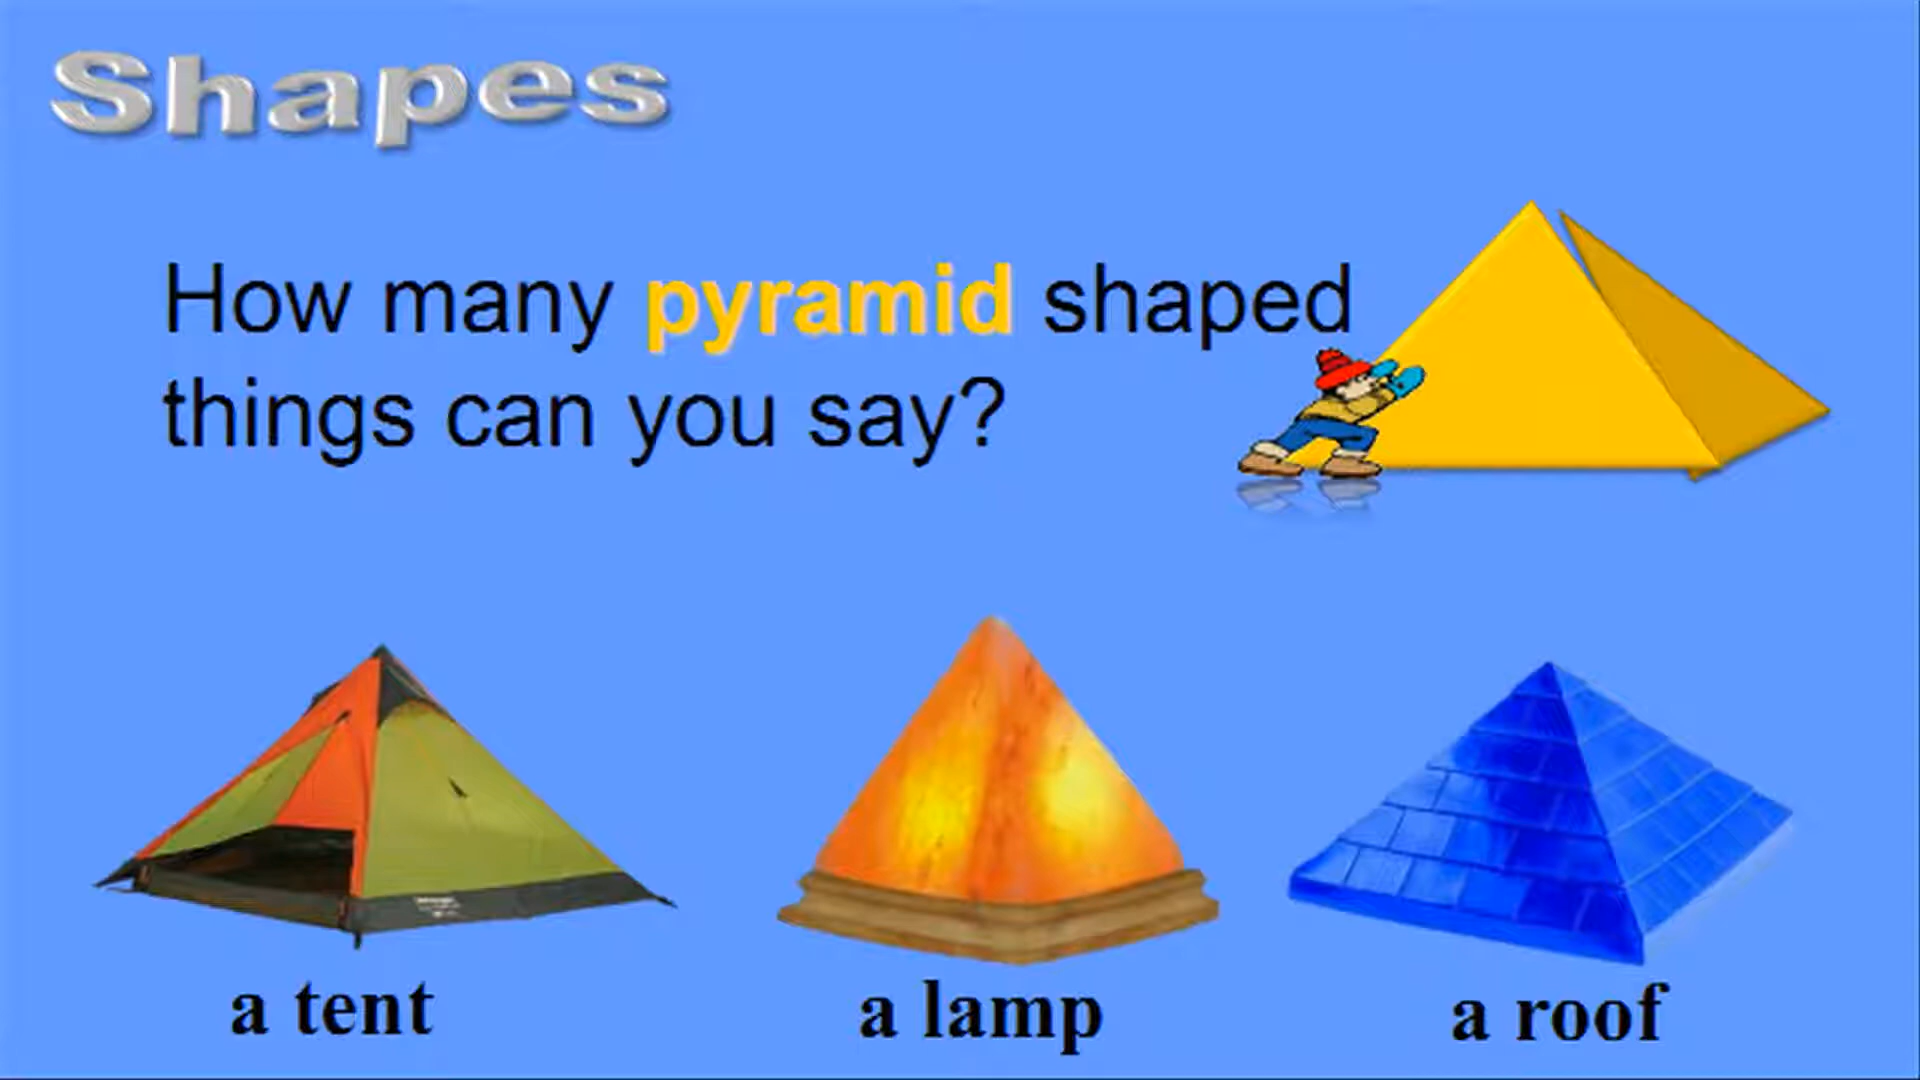 Shapes
How many pyramid shaped
things can you say?
a tent
a lamp
a roof